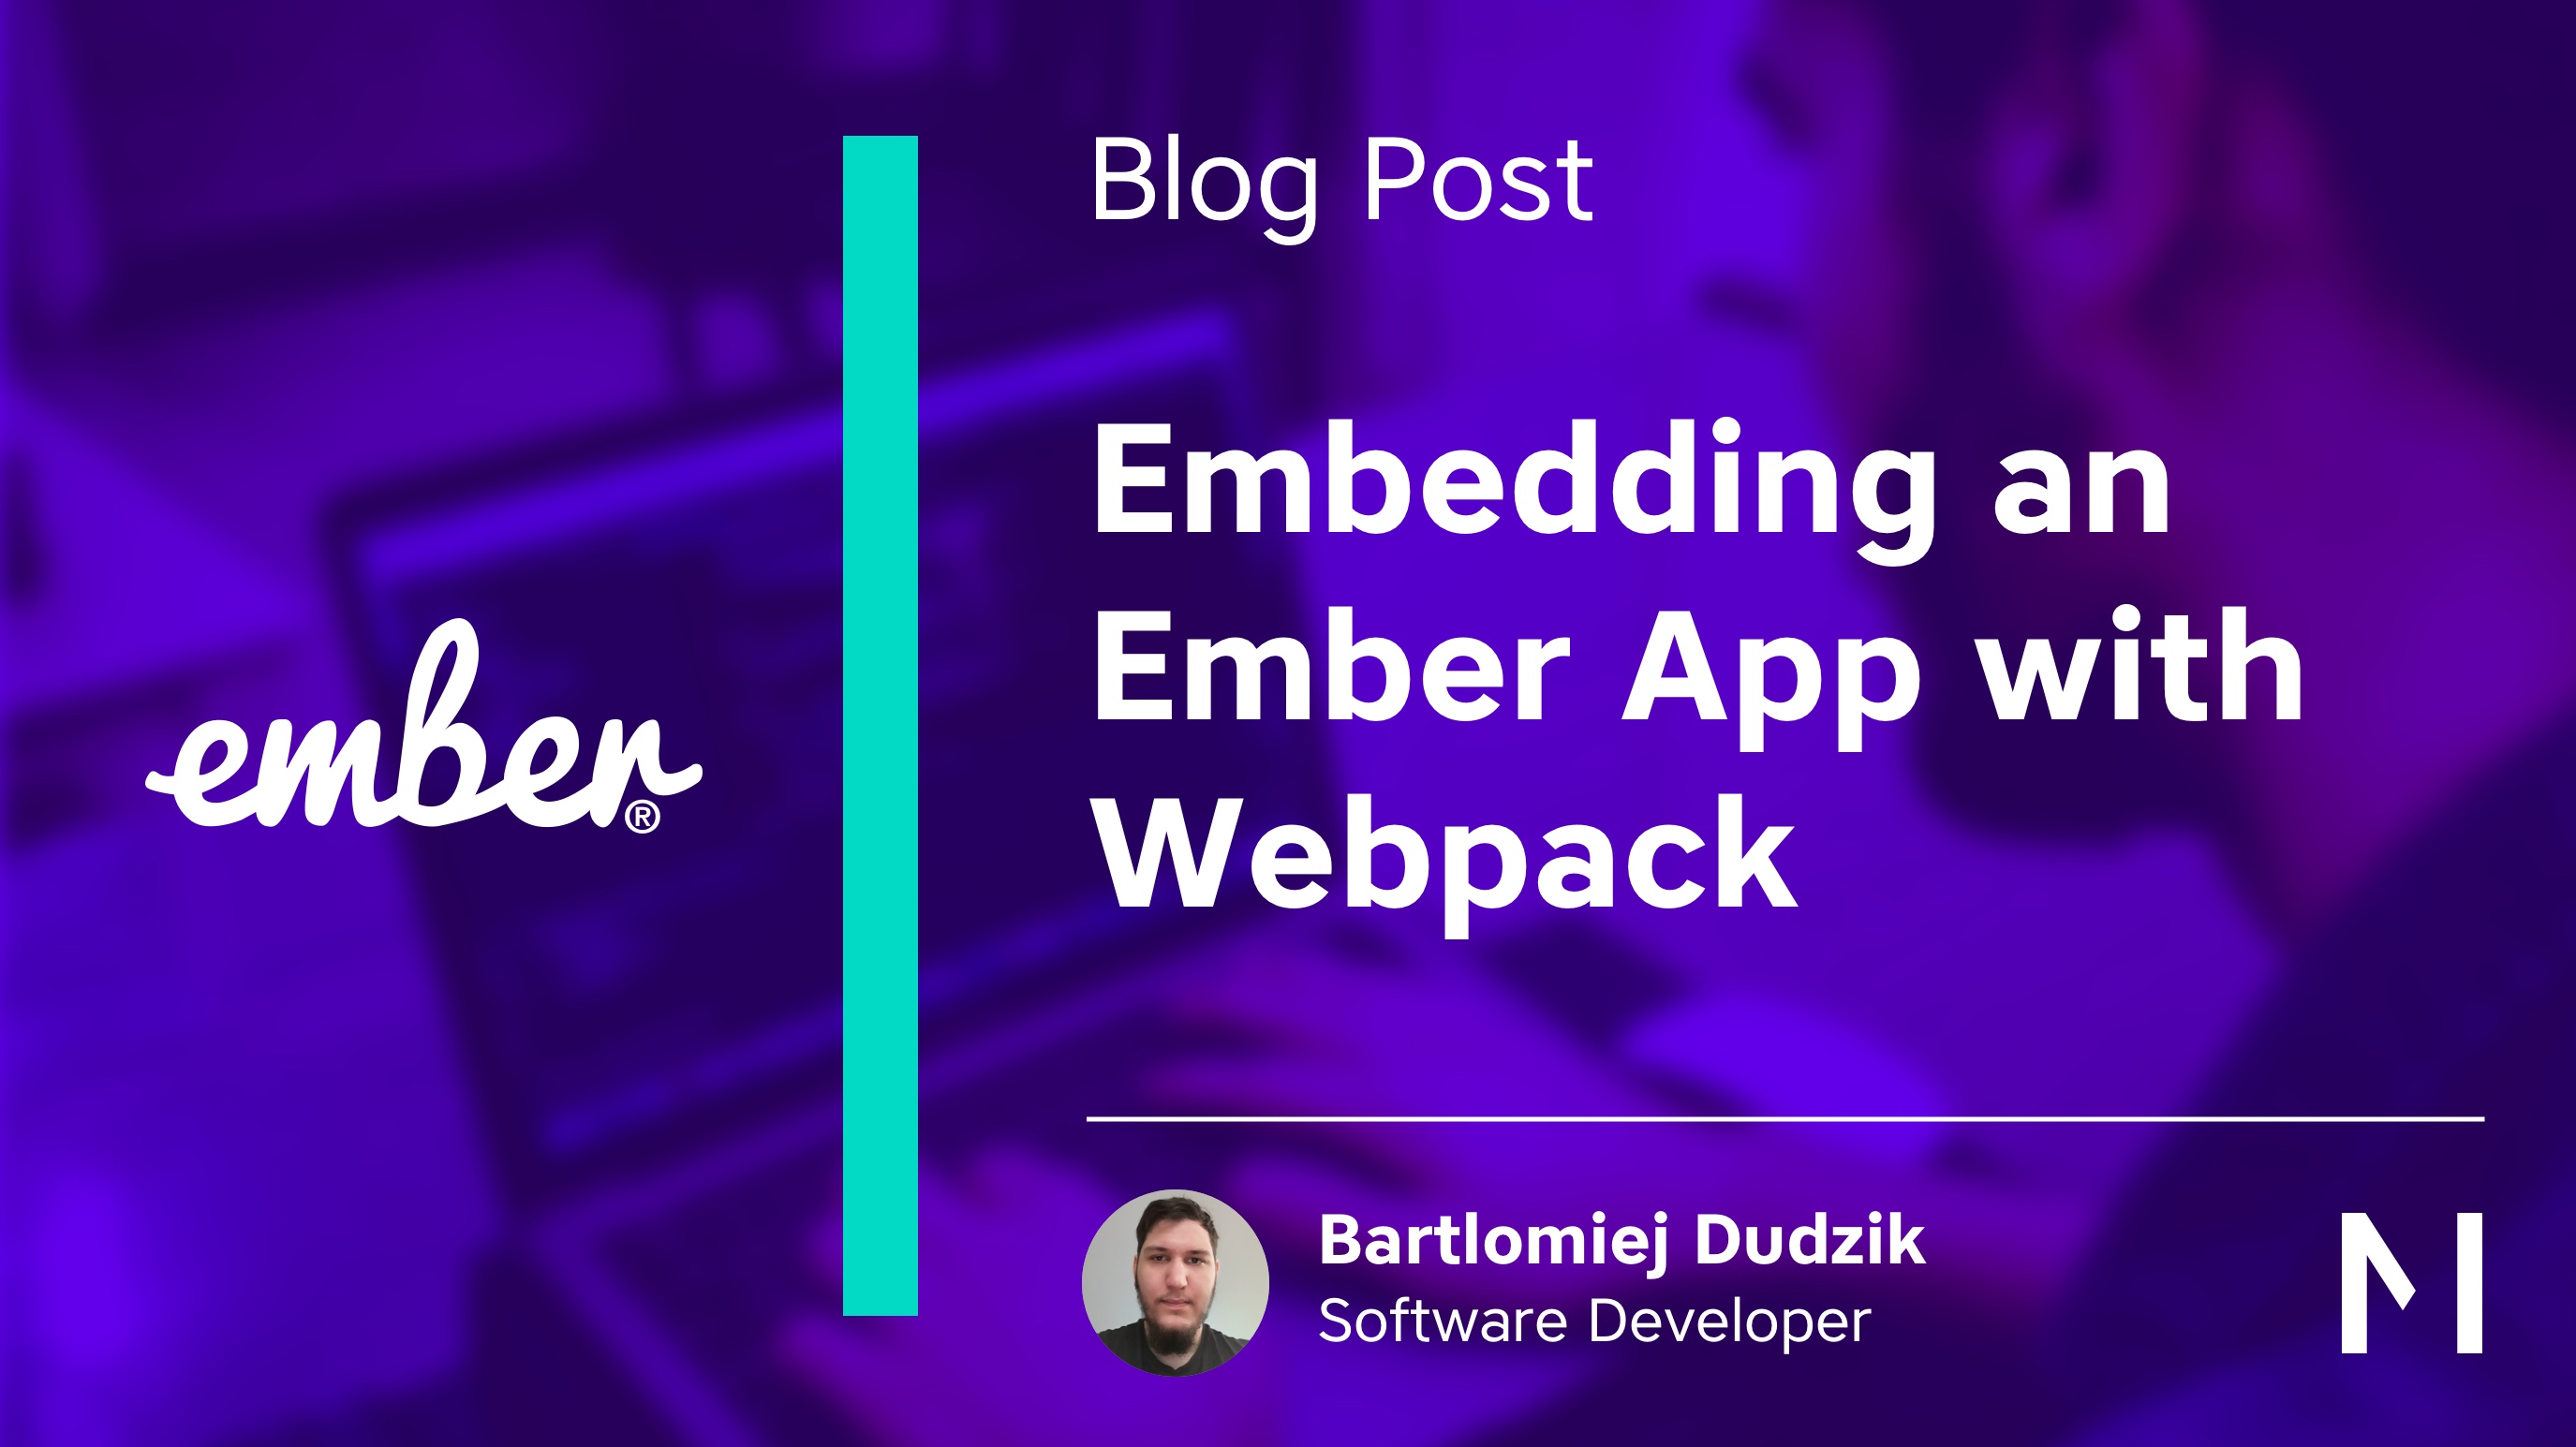 Blog Post
Embedding an
Ember App with
Webpack
ember®
Bartlomiej Dudzik
Software Developer